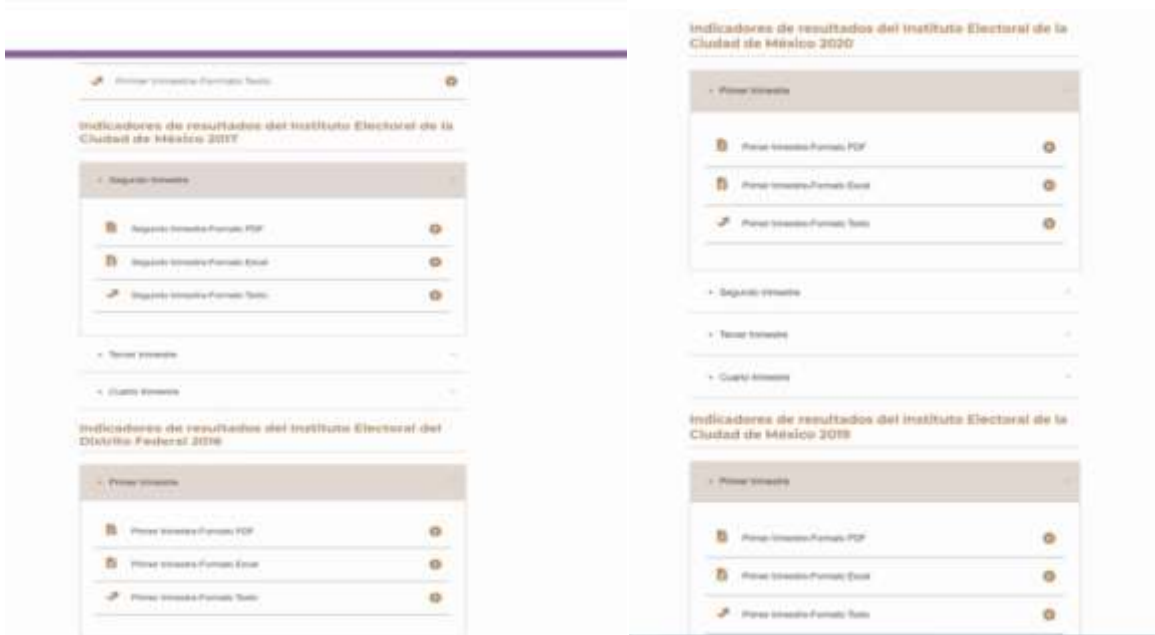 Primer trimestre-Formato Texto
Indicadores de resultados del Instituto Electoral de la
Ciudad de México 2017
Segundo trimestre
Segundo trimestre-Formato PDF
Segundo trimestre-Formato Excel
Segundo trimestre-Formato Texto
Tercer trimestre
Cuarto trimestre
Indicadores de resultados del Instituto Electoral del
Distrito Federal 2016
Primer trimestre
Primer trimestre-Formato PDF
Primer trimestre-Formato Excel
Primer trimestre-Formato Texto
Indicadores de resultados del Instituto Electoral de la
Ciudad de México 2020
Primer trimestre
Primer trimestre-Formato PDF
Primer trimestre-Formato Excel
Primer trimestre-Formato Texto
Segundo trimestre
Tercer trimestre
Cuarto trimestre
Indicadores de resultados del Instituto Electoral de la
Ciudad de México 2019
Primer trimestre
Primer trimestre-Formato PDF
Primer trimestre-Formato Excel
Primer trimestre-Formato Texto